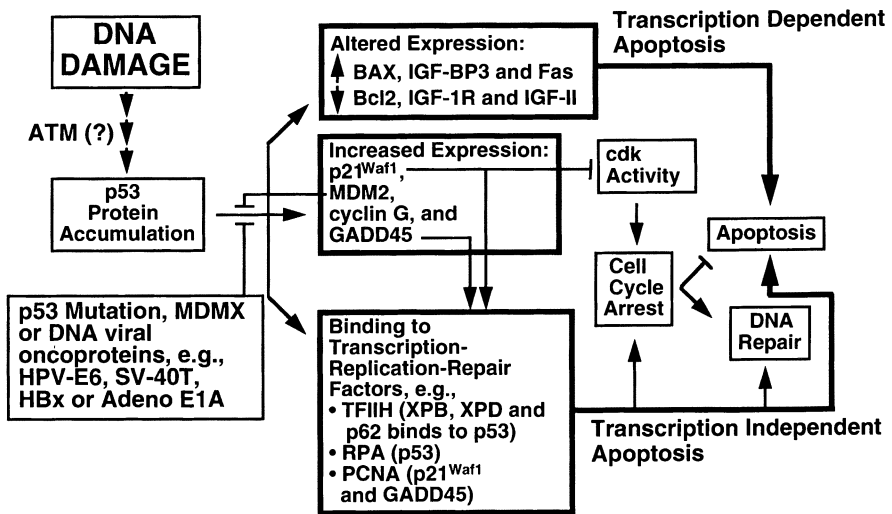 DNA
DAMAGE
ATM (?)
p53
Protein
Accumulation
p53 Mutation, MDMX
or DNA viral
oncoproteins, e.g.,
HPV-E6, SV-40T,
HBx or Adeno E1A
Altered Expression:
BAX, IGF-BP3 and Fas
Bcl2, IGF-1R and IGF-II
Increased Expression:
p21Waf1,
MDM2,
cyclin G, and
GADD45
Binding to
Transcription-
Replication-Repair
Factors, e.g.,
• TFIIH (XPB, XPD and
p62 binds to p53)
• RPA (p53)
• PCNA (p21Waf1
and GADD45)
Transcription Dependent
Apoptosis
cdk
Activity
Cell
Cycle
Arrest
Apoptosis
DNA
Repair
Transcription Independent
Apoptosis